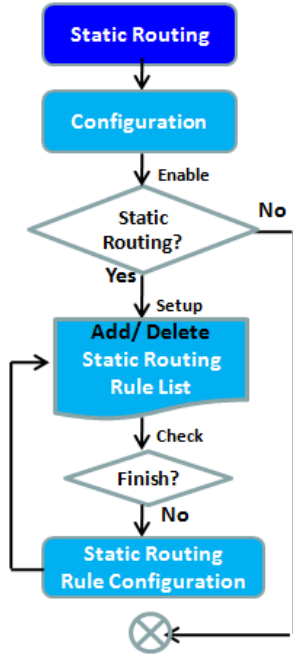 Static Routing
Configuration
Enable
Static
Routing?
No
Yes
Setup
Add/ Delete
Static Routing
Rule List
Check
Finish?
No
Static Routing
Rule Configuration